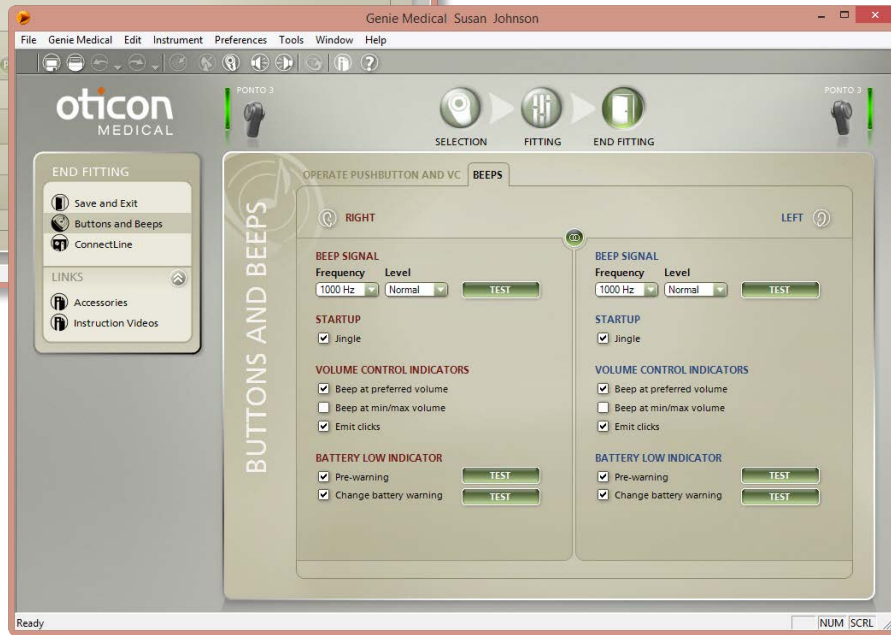 Genie Medical Susan Johnson
File Genie Medical Edit Instrument Preferences Tools Window Help
oticon
MEDICAL
PONTO 3
SELECTION FITTING END FITTING
PONTO 3
END FITTING
Save and Exit
Buttons and Beeps
ConnectLine
LINKS
Accessories
Instruction Videos
BUTTONS AND BEEPS
OPERATE PUSHBUTTON AND VC BEEPS
RIGHT
BEEP SIGNAL
Frequency Level
1000 Hz Normal TEST
STARTUP
Jingle
VOLUME CONTROL INDICATORS
Beep at preferred volume
Beep at min/max volume
Emit clicks
BATTERY LOW INDICATOR
Pre-warning TEST
Change battery warning TEST
LEFT
BEEP SIGNAL
Frequency Level
1000 Hz Normal TEST
STARTUP
Jingle
VOLUME CONTROL INDICATORS
Beep at preferred volume
Beep at min/max volume
Emit clicks
BATTERY LOW INDICATOR
Pre-warning TEST
Change battery warning TEST
Ready NUM SCRL